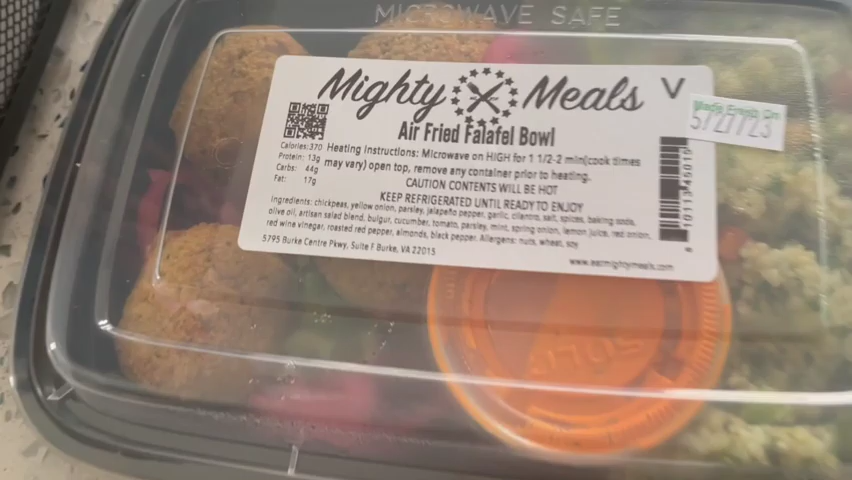 MICROWAVE SAFE
Mighty Meals V
Made Fresh On
5/27/23
Air Fried Falafel Bowl
Calories: 370
Protein: 13g
Carbs: 44g
Fat: 17g
Heating Instructions: Microwave on HIGH for 1 1/2-2 min(cook times
may vary) open top, remove any container prior to heating.
CAUTION CONTENTS WILL BE HOT
KEEP REFRIGERATED UNTIL READY TO ENJOY
Ingredients: chickpeas, yellow onion, parsley, jalapeño pepper, garlic, cilantro, salt, spices, baking soda,
olive oil, artisan salad blend, bulgur, cucumber, tomato, parsley, mint, spring onion, lemon juice, red onion,
red wine vinegar, roasted red pepper, almonds, black pepper. Allergens: nuts, wheat, soy
5795 Burke Centre Pkwy, Suite F Burke, VA 22015
www.eatmightymeals.com
SOLO